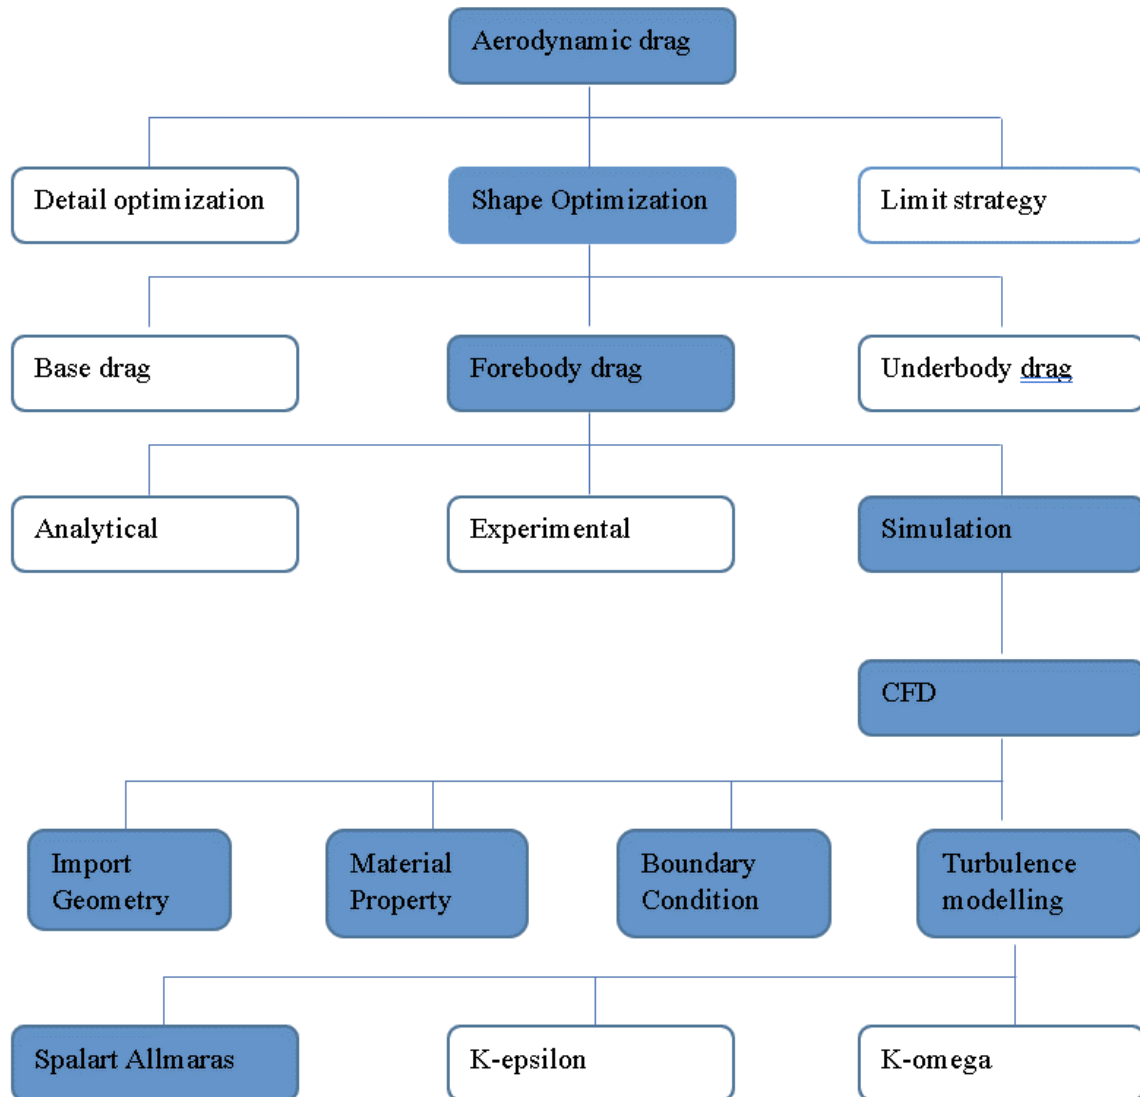 Aerodynamic drag
Detail optimization
Shape Optimization
Limit strategy
Base drag
Forebody drag
Underbody drag
Analytical
Experimental
Simulation
CFD
Import
Geometry
Material
Property
Boundary
Condition
Turbulence
modelling
Spalart Allmaras
K-epsilon
K-omega